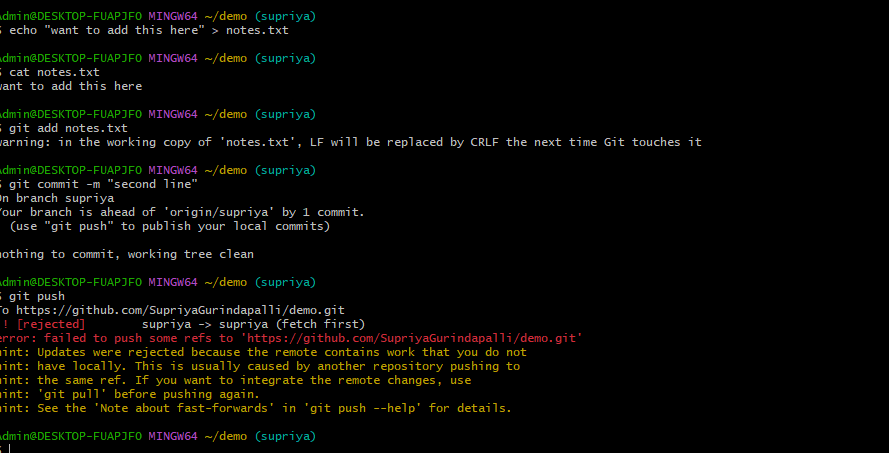 Admin@DESKTOP-FUAPJFO MINGW64 ~/demo (supriya)
$ echo "want to add this here" > notes.txt
Admin@DESKTOP-FUAPJFO MINGW64 ~/demo (supriya)
$ cat notes.txt
want to add this here
Admin@DESKTOP-FUAPJFO MINGW64 ~/demo (supriya)
$ git add notes.txt
warning: in the working copy of 'notes.txt', LF will be replaced by CRLF the next time Git touches it
Admin@DESKTOP-FUAPJFO MINGW64 ~/demo (supriya)
$ git commit -m "second line"
On branch supriya
Your branch is ahead of 'origin/supriya' by 1 commit.
(use "git push" to publish your local commits)
nothing to commit, working tree clean
Admin@DESKTOP-FUAPJFO MINGW64 ~/demo (supriya)
$ git push
To https://github.com/SupriyaGurindapalli/demo.git
! [rejected] supriya -> supriya (fetch first)
error: failed to push some refs to 'https://github.com/SupriyaGurindapalli/demo.git'
hint: Updates were rejected because the remote contains work that you do not
hint: have locally. This is usually caused by another repository pushing to
hint: the same ref. If you want to integrate the remote changes, use
hint: 'git pull' before pushing again.
hint: See the 'Note about fast-forwards' in 'git push --help' for details.
Admin@DESKTOP-FUAPJFO MINGW64 ~/demo (supriya)
$